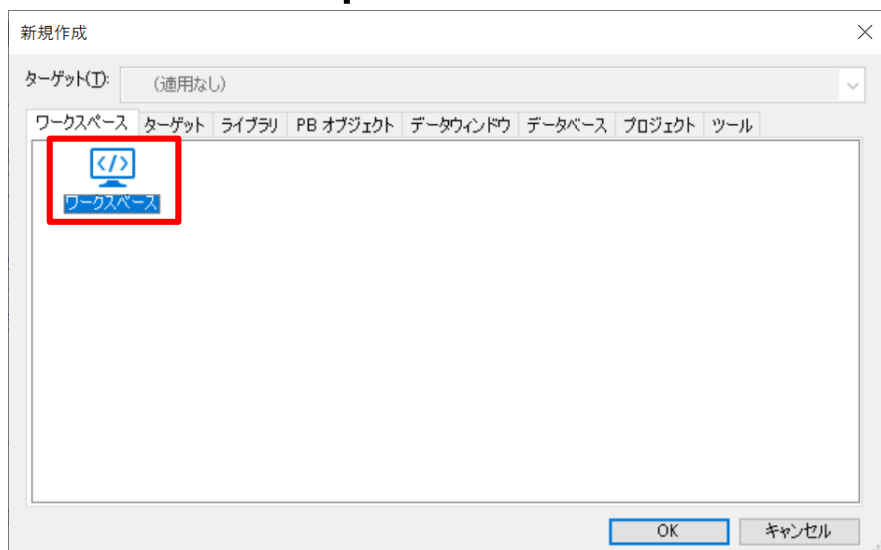 新規作成
ターゲット(T): (適用なし)
ワークスペース ターゲット ライブラリ PB オブジェクト データウィンドウ データベース プロジェクト ツール
ワークスペース
OK キャンセル